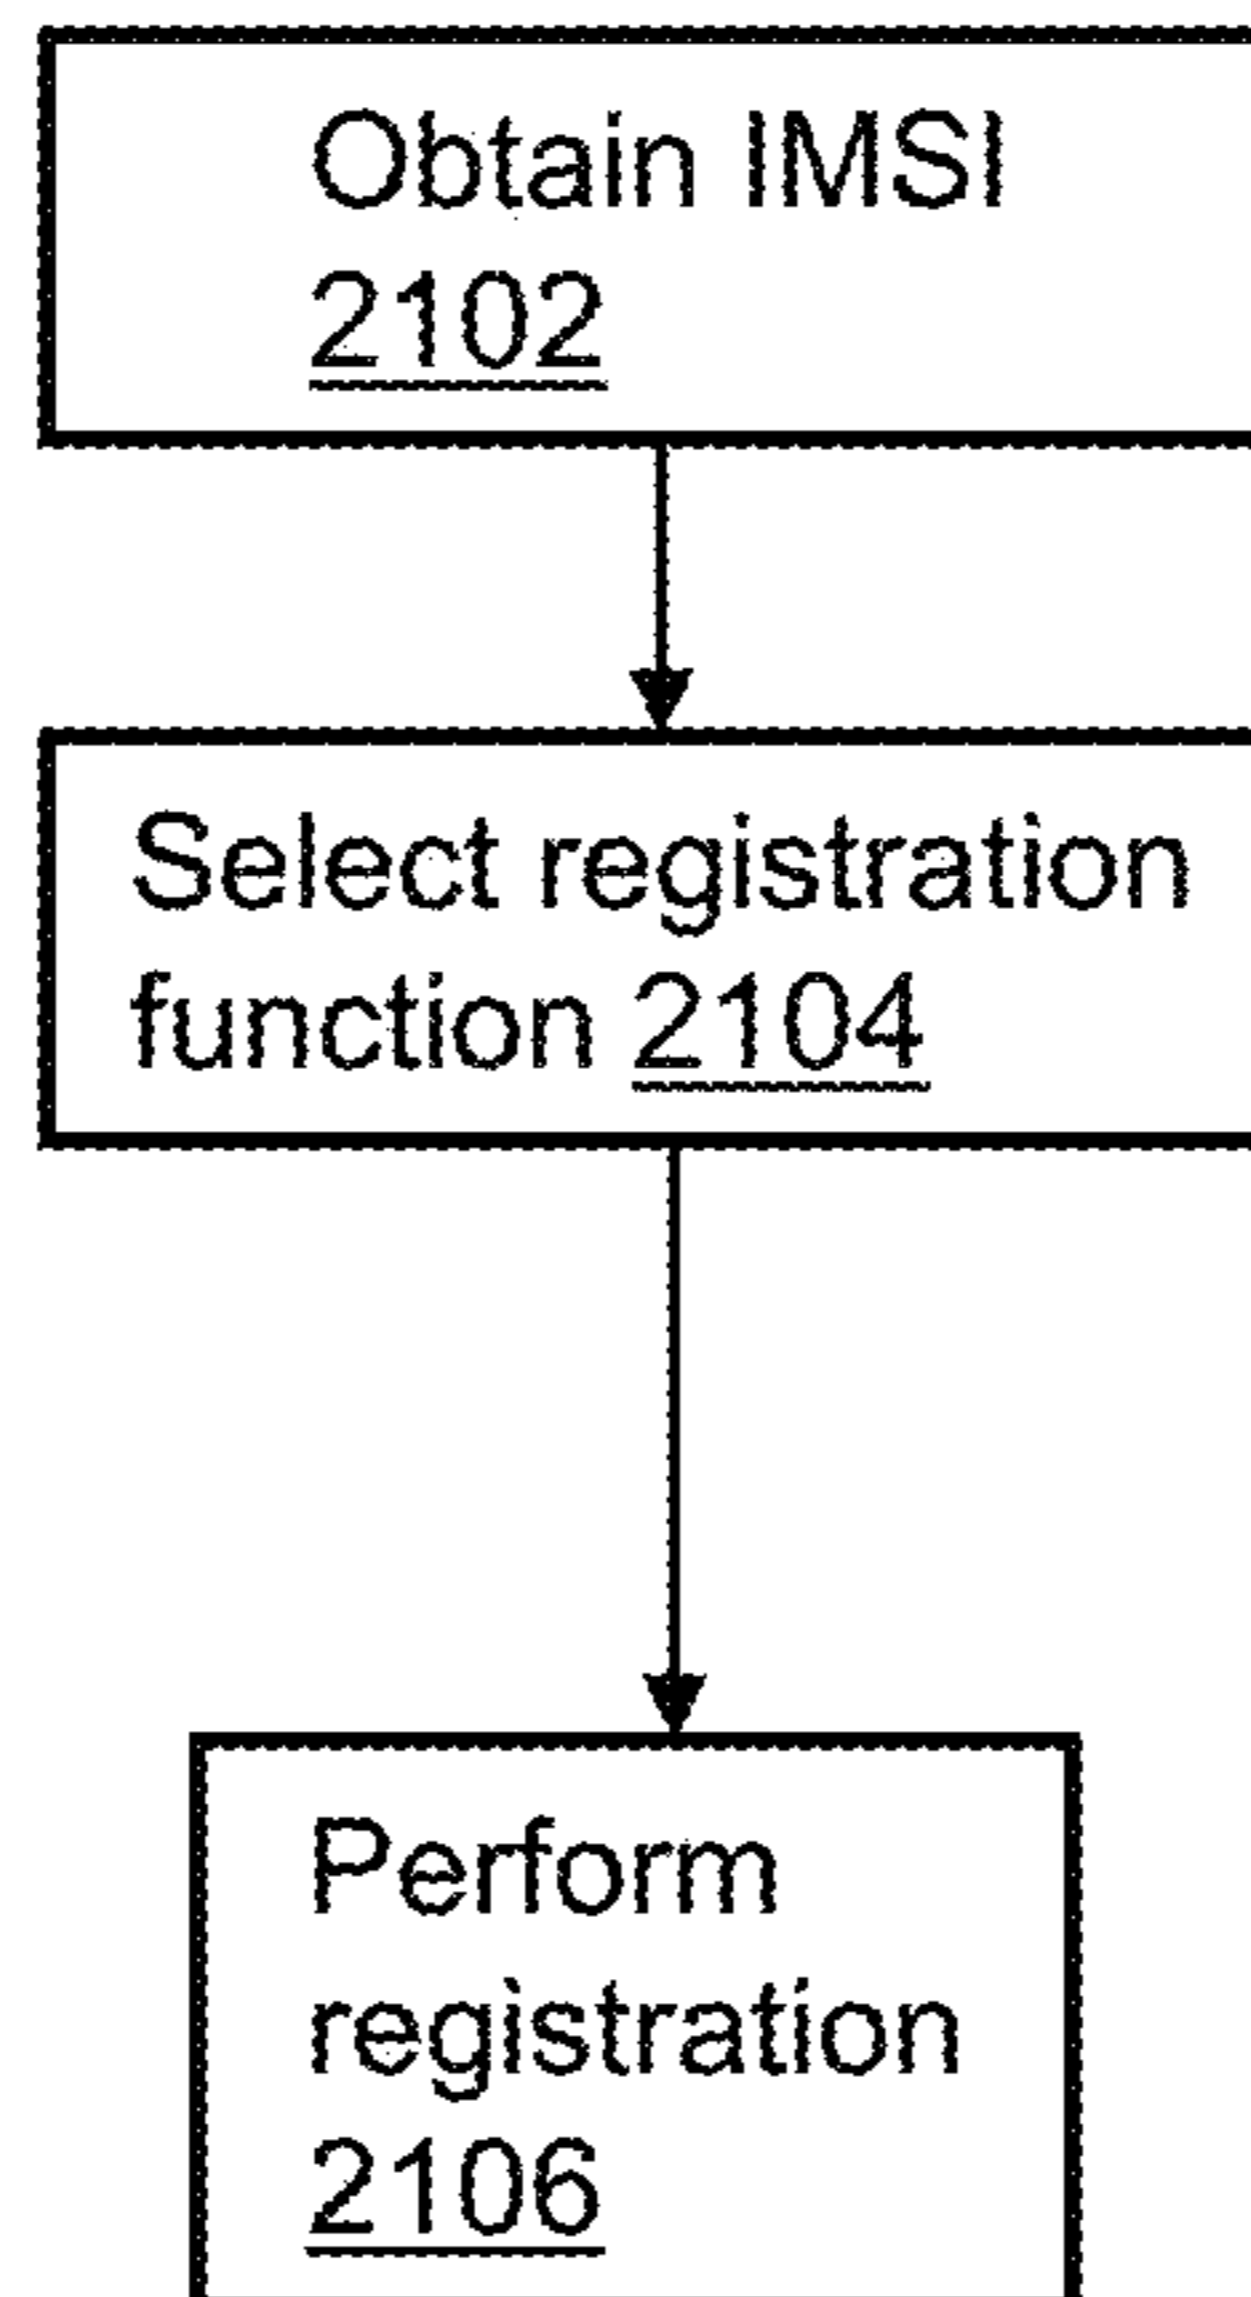 Obtain IMSI
2102
Select registration
function 2104
Perform
registration
2106